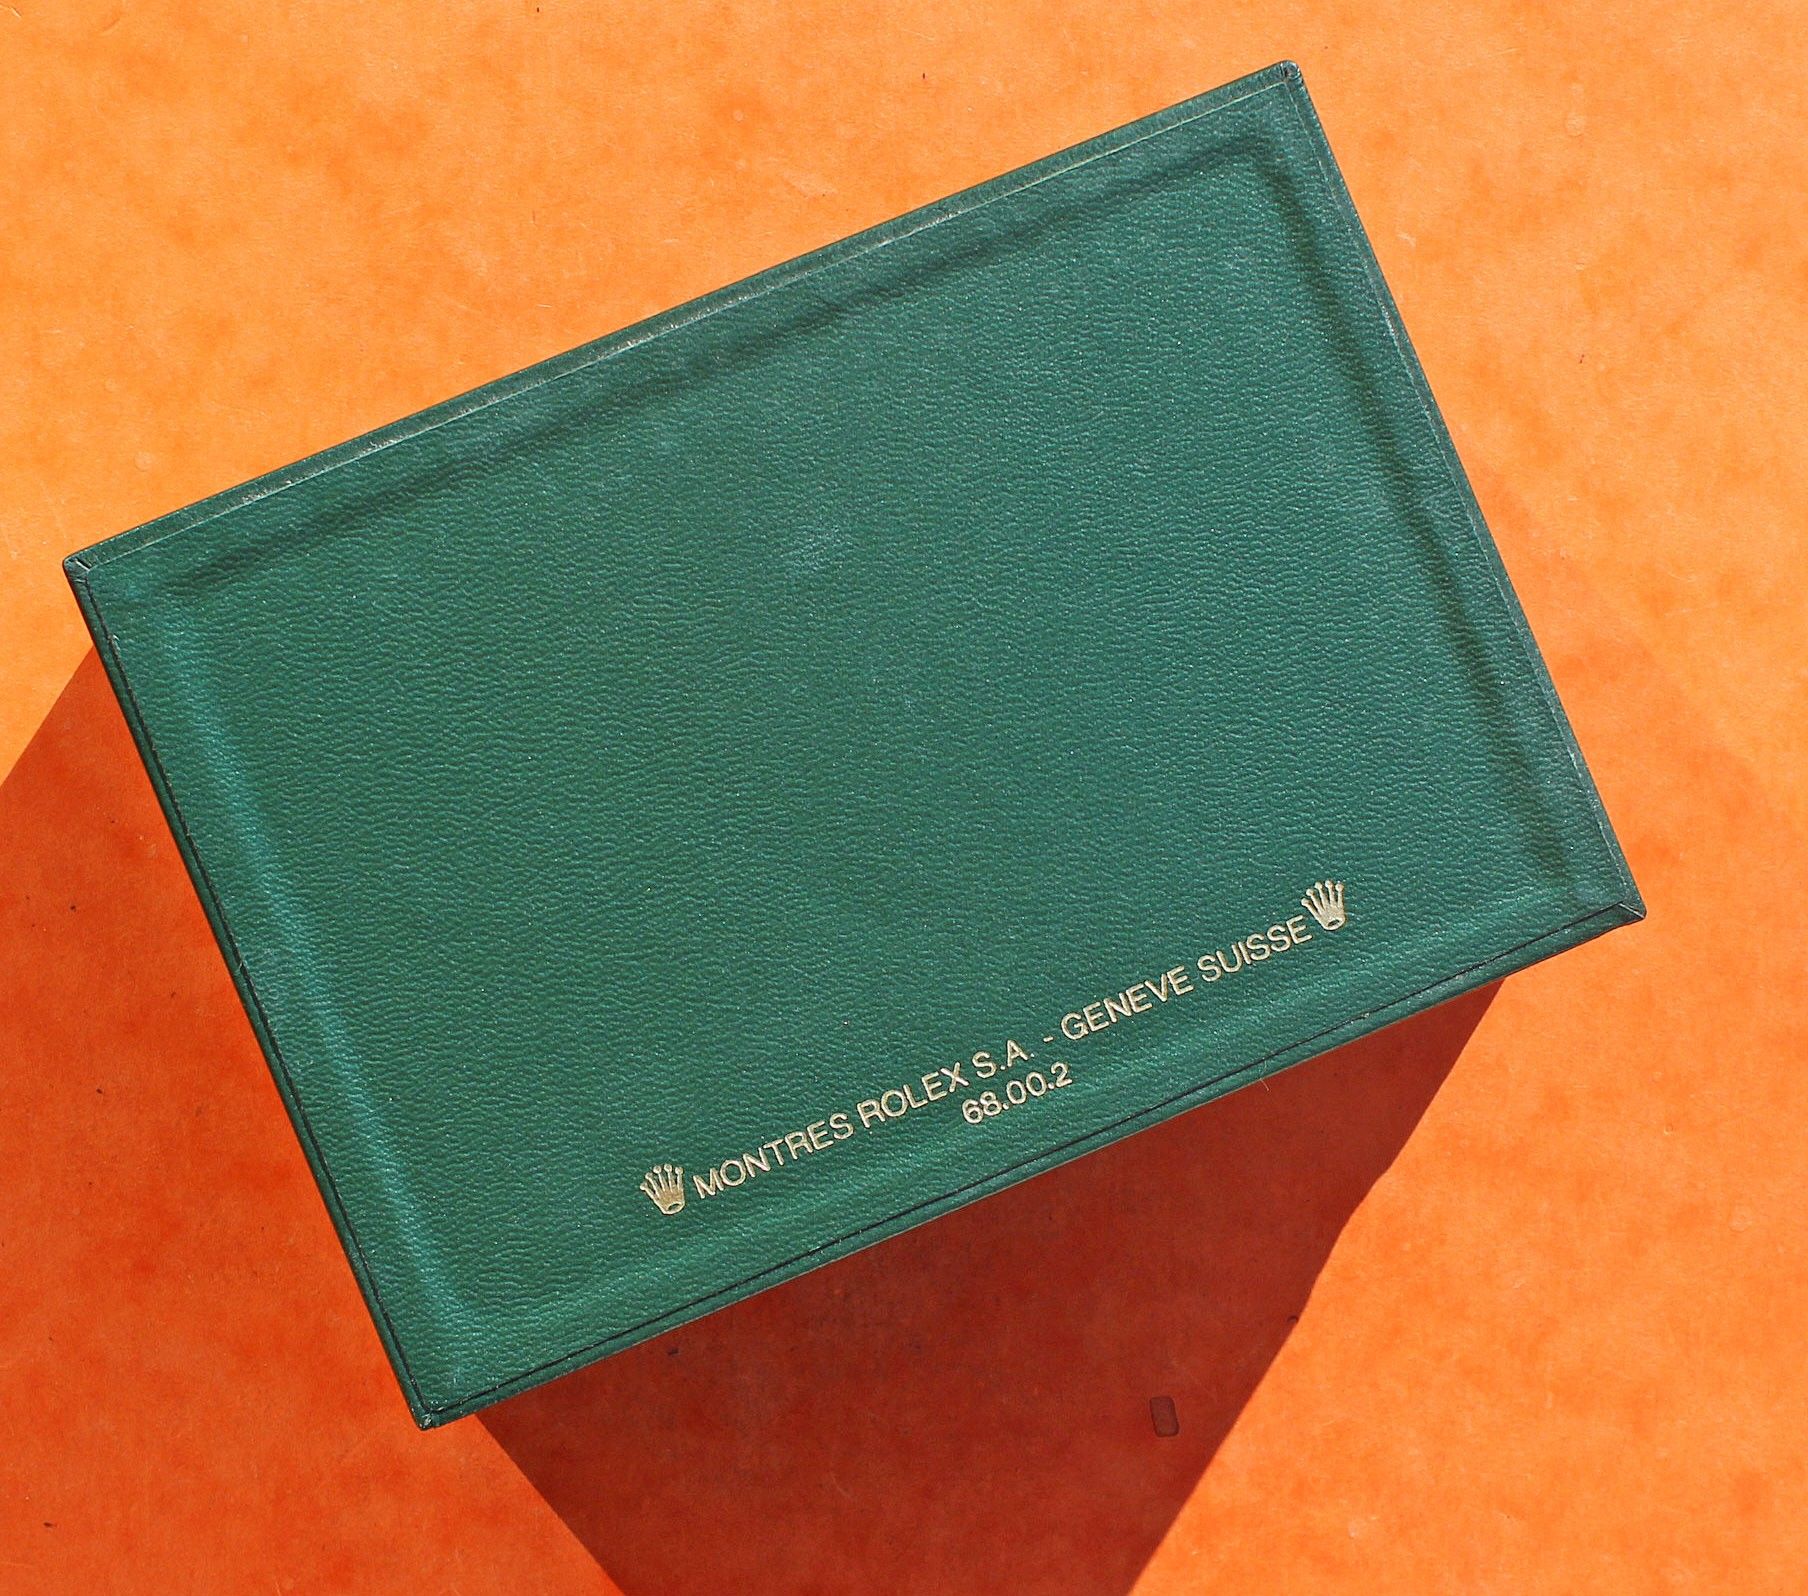 MONTRES ROLEX S.A. - GENEVE SUISSE
68.00.2